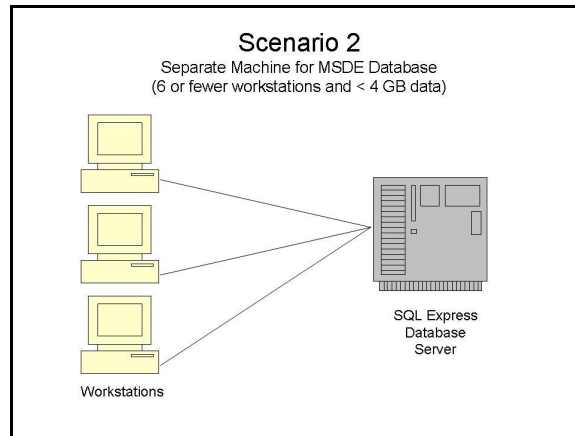 Scenario 2
Separate Machine for MSDE Database
(6 or fewer workstations and < 4 GB data)
SQL Express
Database
Server
Workstations